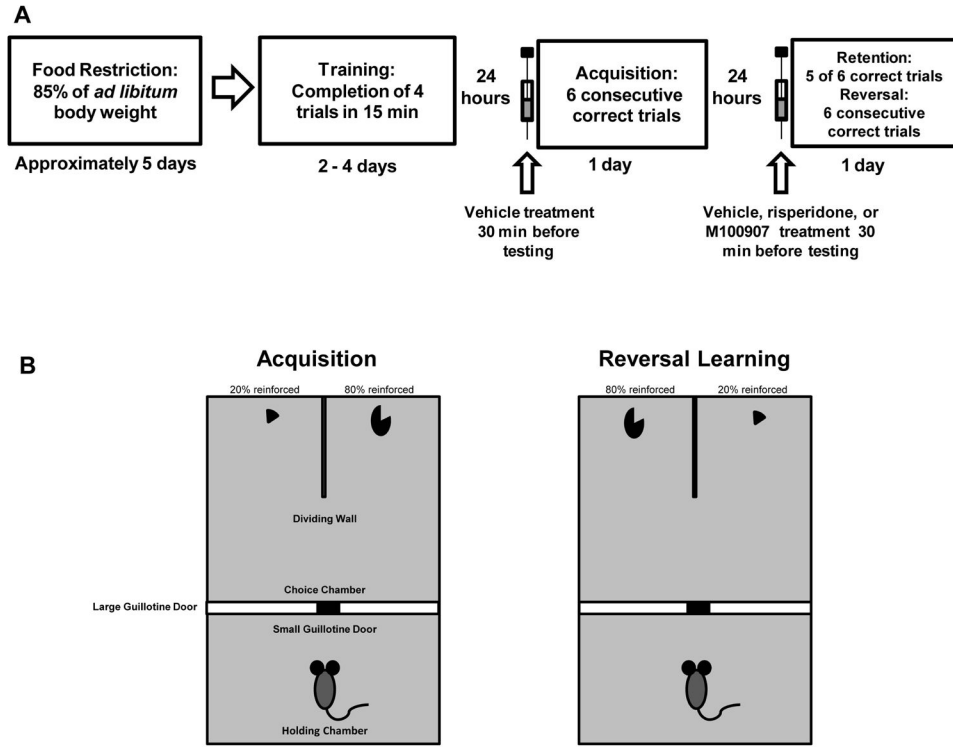 A
Food Restriction:
85% of ad libitum
body weight
Approximately 5 days
Training:
Completion of 4
trials in 15 min
2 - 4 days
24
hours
Vehicle treatment
30 min before
testing
Acquisition:
6 consecutive
correct trials
1 day
24
hours
Vehicle, risperidone, or
M100907 treatment 30
min before testing
Retention:
5 of 6 correct trials
Reversal:
6 consecutive
correct trials
1 day
B
Acquisition
20% reinforced
80% reinforced
Dividing Wall
Choice Chamber
Large Guillotine Door
Small Guillotine Door
Holding Chamber
Reversal Learning
80% reinforced
20% reinforced